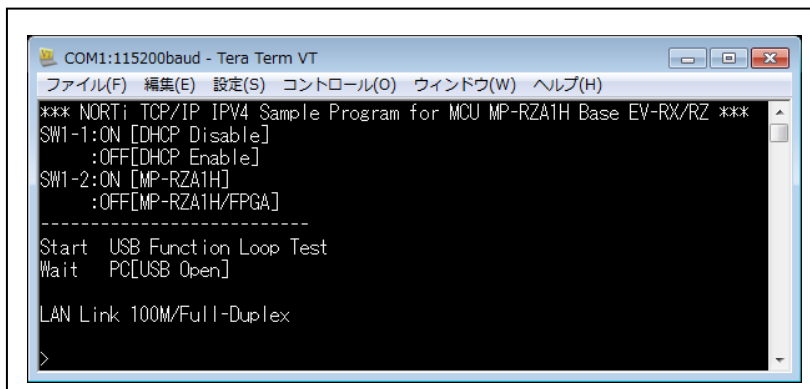 COM1:115200baud - Tera Term VT
ファイル(F) 編集(E) 設定(S) コントロール(O) ウィンドウ(W) ヘルプ(H)
*** NORTi TCP/IP IPV4 Sample Program for MCU MP-RZA1H Base EV-RX/RZ ***
SW1-1:ON [DHCP Disable]
:OFF[DHCP Enable]
SW1-2:ON [MP-RZA1H]
:OFF[MP-RZA1H/FPGA]
---------------------------
Start USB Function Loop Test
Wait PC[USB Open]
LAN Link 100M/Full-Duplex
>